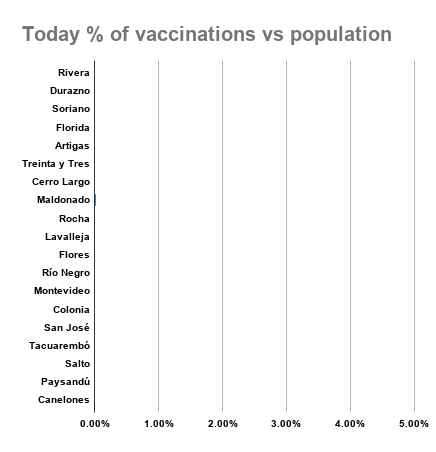 Today % of vaccinations vs population
Rivera
Durazno
Soriano
Florida
Artigas
Treinta y Tres
Cerro Largo
Maldonado
Rocha
Lavalleja
Flores
Río Negro
Montevideo
Colonia
San José
Tacuarembó
Salto
Paysandú
Canelones
0.00% 1.00% 2.00% 3.00% 4.00% 5.00%